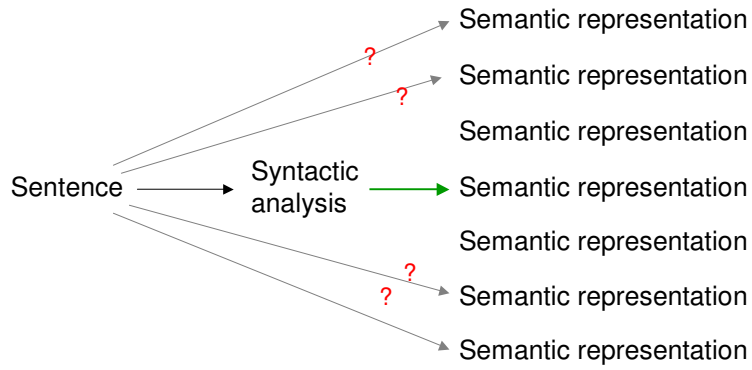 Semantic representation
?
Semantic representation
?
Semantic representation
Sentence
Syntactic
analysis
Semantic representation
Semantic representation
?
?
Semantic representation
Semantic representation